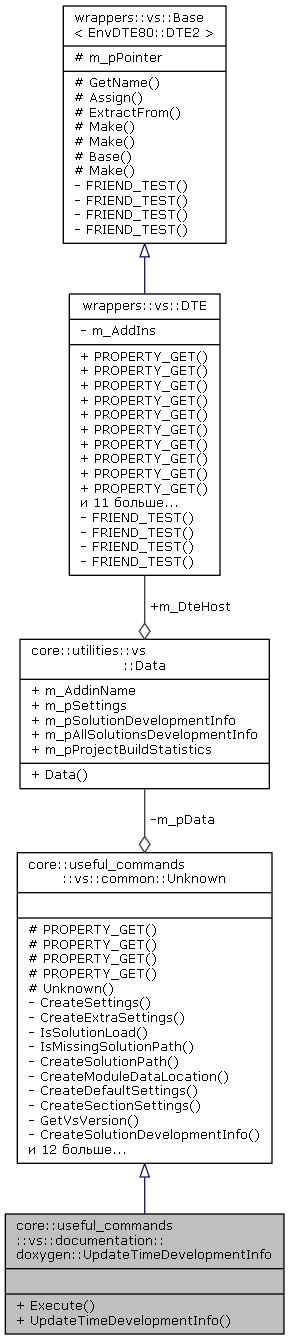 wrappers::vs::Base
< EnvDTE80::DTE2 >
# m_pPointer
# GetName()
# Assign()
# ExtractFrom()
# Make()
# Make()
# Base()
# Make()
- FRIEND_TEST()
- FRIEND_TEST()
- FRIEND_TEST()
- FRIEND_TEST()
wrappers::vs::DTE
- m_AddIns
+ PROPERTY_GET()
+ PROPERTY_GET()
+ PROPERTY_GET()
+ PROPERTY_GET()
+ PROPERTY_GET()
+ PROPERTY_GET()
+ PROPERTY_GET()
+ PROPERTY_GET()
+ PROPERTY_GET()
+ PROPERTY_GET()
и 11 больше...
- FRIEND_TEST()
- FRIEND_TEST()
- FRIEND_TEST()
- FRIEND_TEST()
+m_DteHost
core::utilities::vs
::Data
+ m_AddinName
+ m_pSettings
+ m_pSolutionDevelopmentInfo
+ m_pAllSolutionsDevelopmentInfo
+ m_pProjectBuildStatistics
+ Data()
-m_pData
core::useful_commands
::vs::common::Unknown
# PROPERTY_GET()
# PROPERTY_GET()
# PROPERTY_GET()
# PROPERTY_GET()
# Unknown()
- CreateSettings()
- CreateExtraSettings()
- IsSolutionLoad()
- IsMissingSolutionPath()
- CreateSolutionPath()
- CreateModuleDataLocation()
- CreateDefaultSettings()
- CreateSectionSettings()
- GetVsVersion()
- CreateSolutionDevelopmentInfo()
и 12 больше...
core::useful_commands
::vs::documentation::
doxygen::UpdateTimeDevelopmentInfo
+ Execute()
+ UpdateTimeDevelopmentInfo()